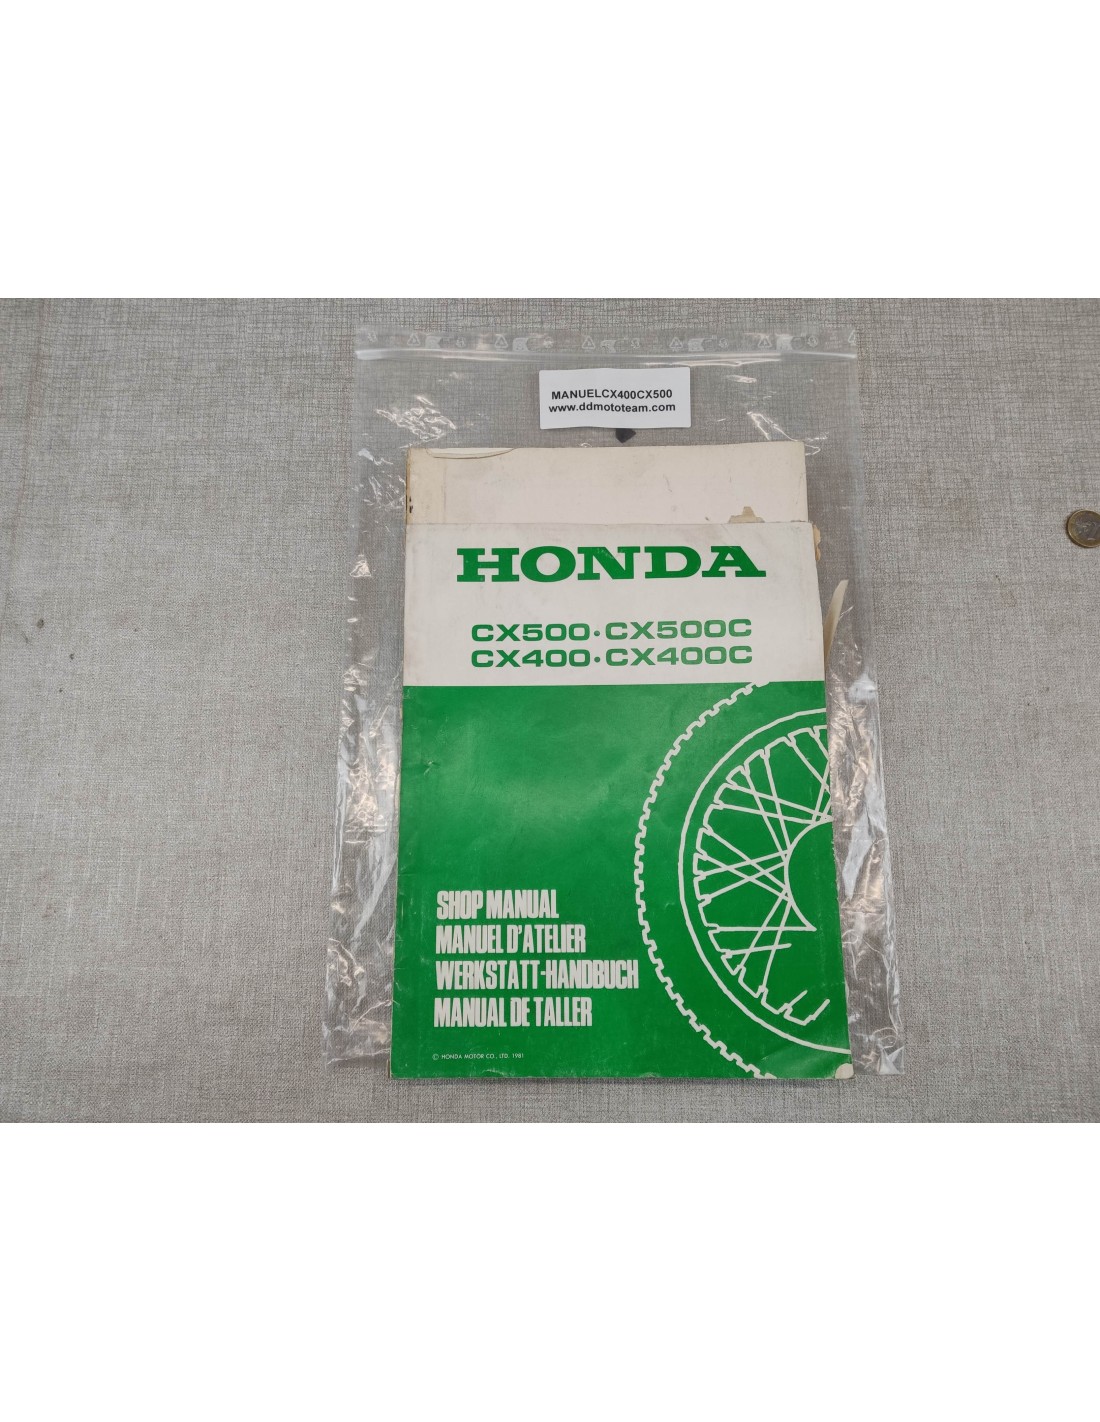 MANUELCX400CX500
www.ddmototeam.com
HONDA
CX500·CX500C
CX400·CX400C
SHOP MANUAL
MANUEL D'ATELIER
WERKSTATT-HANDBUCH
MANUAL DE TALLER
© HONDA MOTOR CO., LTD. 1981